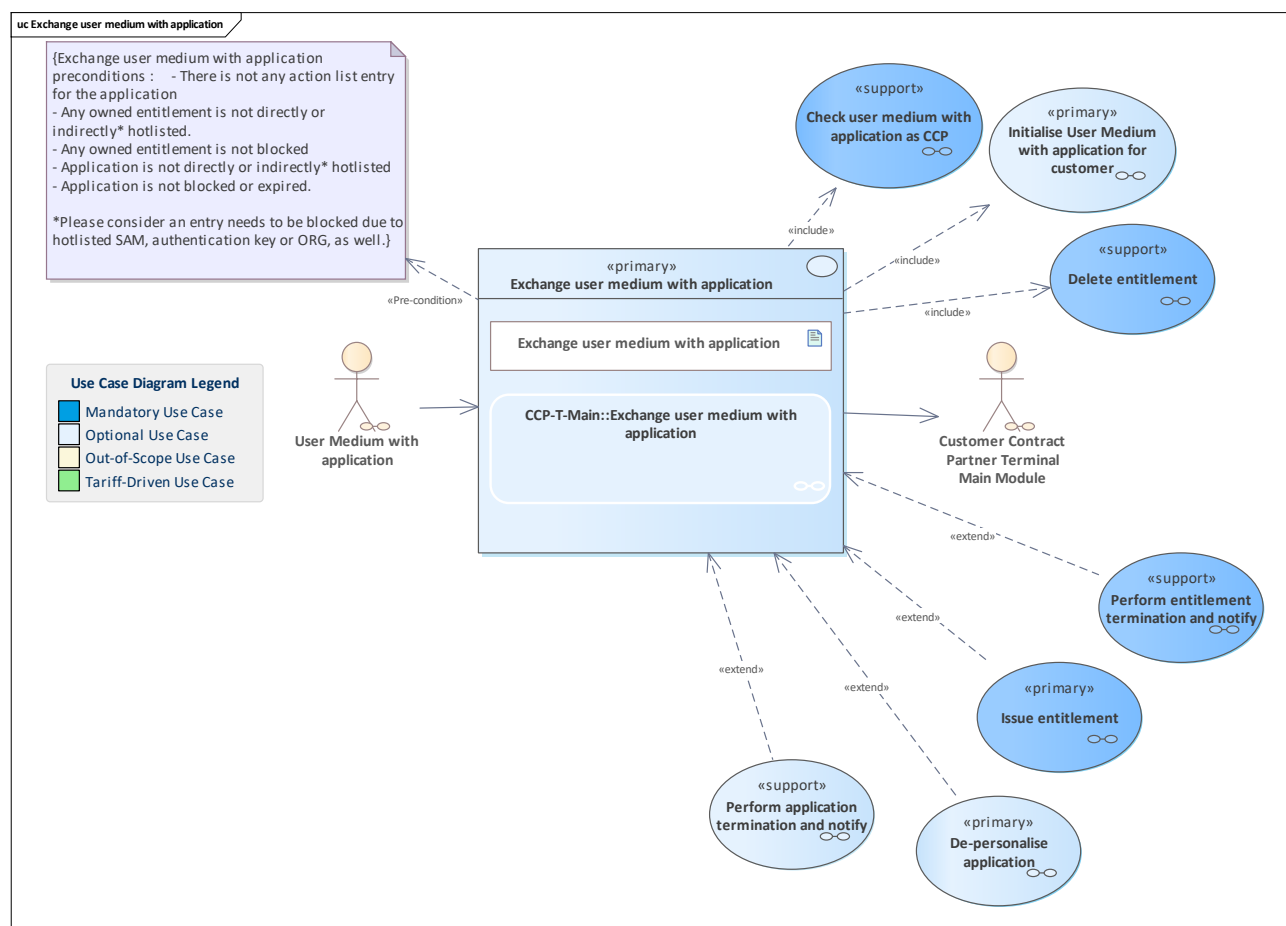 uc Exchange user medium with application
{Exchange user medium with application
preconditions :    - There is not any action list entry
for the application
- Any owned entitlement is not directly or
indirectly* hotlisted.
- Any owned entitlement is not blocked
- Application is not directly or indirectly* hotlisted
- Application is not blocked or expired.
*Please consider an entry needs to be blocked due to
hotlisted SAM, authentication key or ORG, as well.}
«support»
Check user medium with
application as CCP
«primary»
Initialise User Medium
with application for
customer
«include»
«include»
«support»
Delete entitlement
«include»
«Pre-condition»
«primary»
Exchange user medium with application
Exchange user medium with application
CCP-T-Main::Exchange user medium with
application
Use Case Diagram Legend
Mandatory Use Case
Optional Use Case
Out-of-Scope Use Case
Tariff-Driven Use Case
User Medium with
application
Customer Contract
Partner Terminal
Main Module
«extend»
«support»
Perform entitlement
termination and notify
«extend»
«primary»
Issue entitlement
«extend»
«extend»
«support»
Perform application
termination and notify
«primary»
De-personalise
application